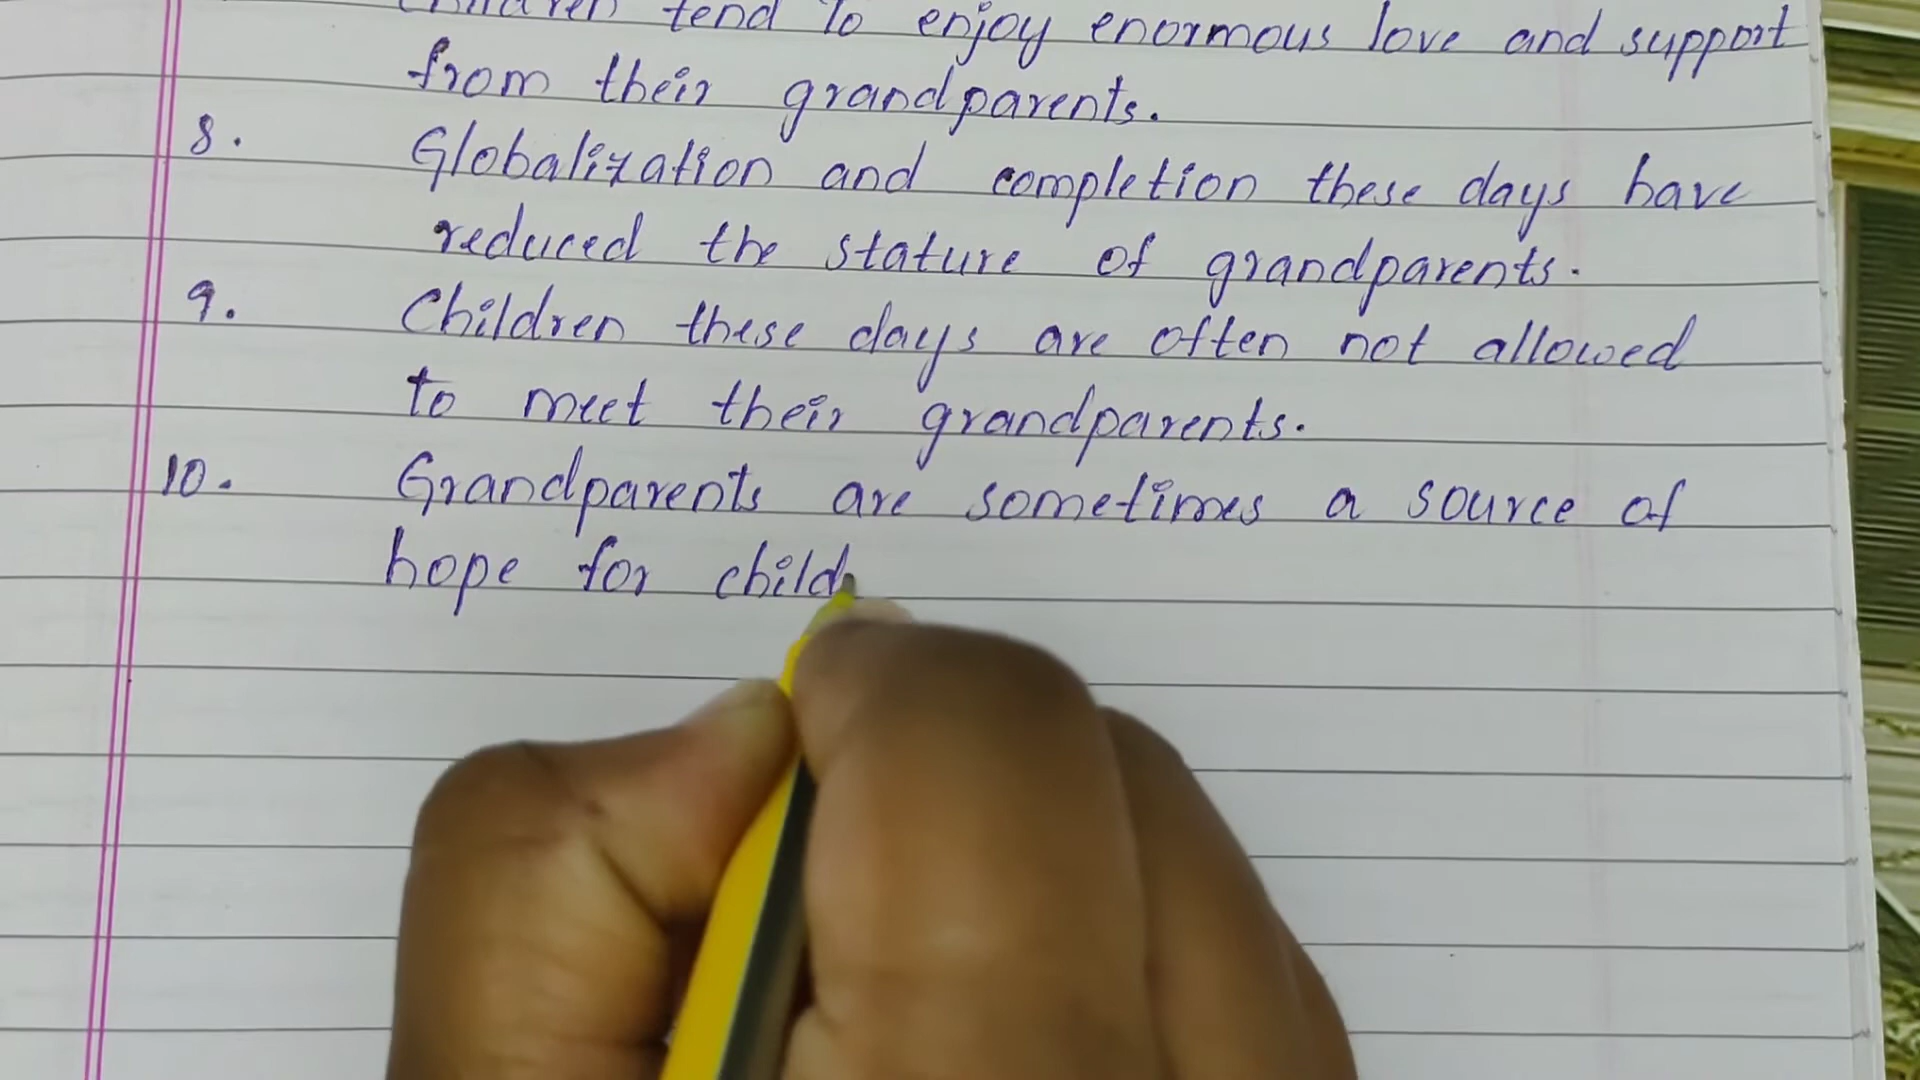 Children tend to enjoy enormous love and support
from their grandparents.
8. Globalization and completion these days have
reduced the stature of grandparents.
9. Children these days are often not allowed
to meet their grandparents.
10. Grandparents are sometimes a source of
hope for child